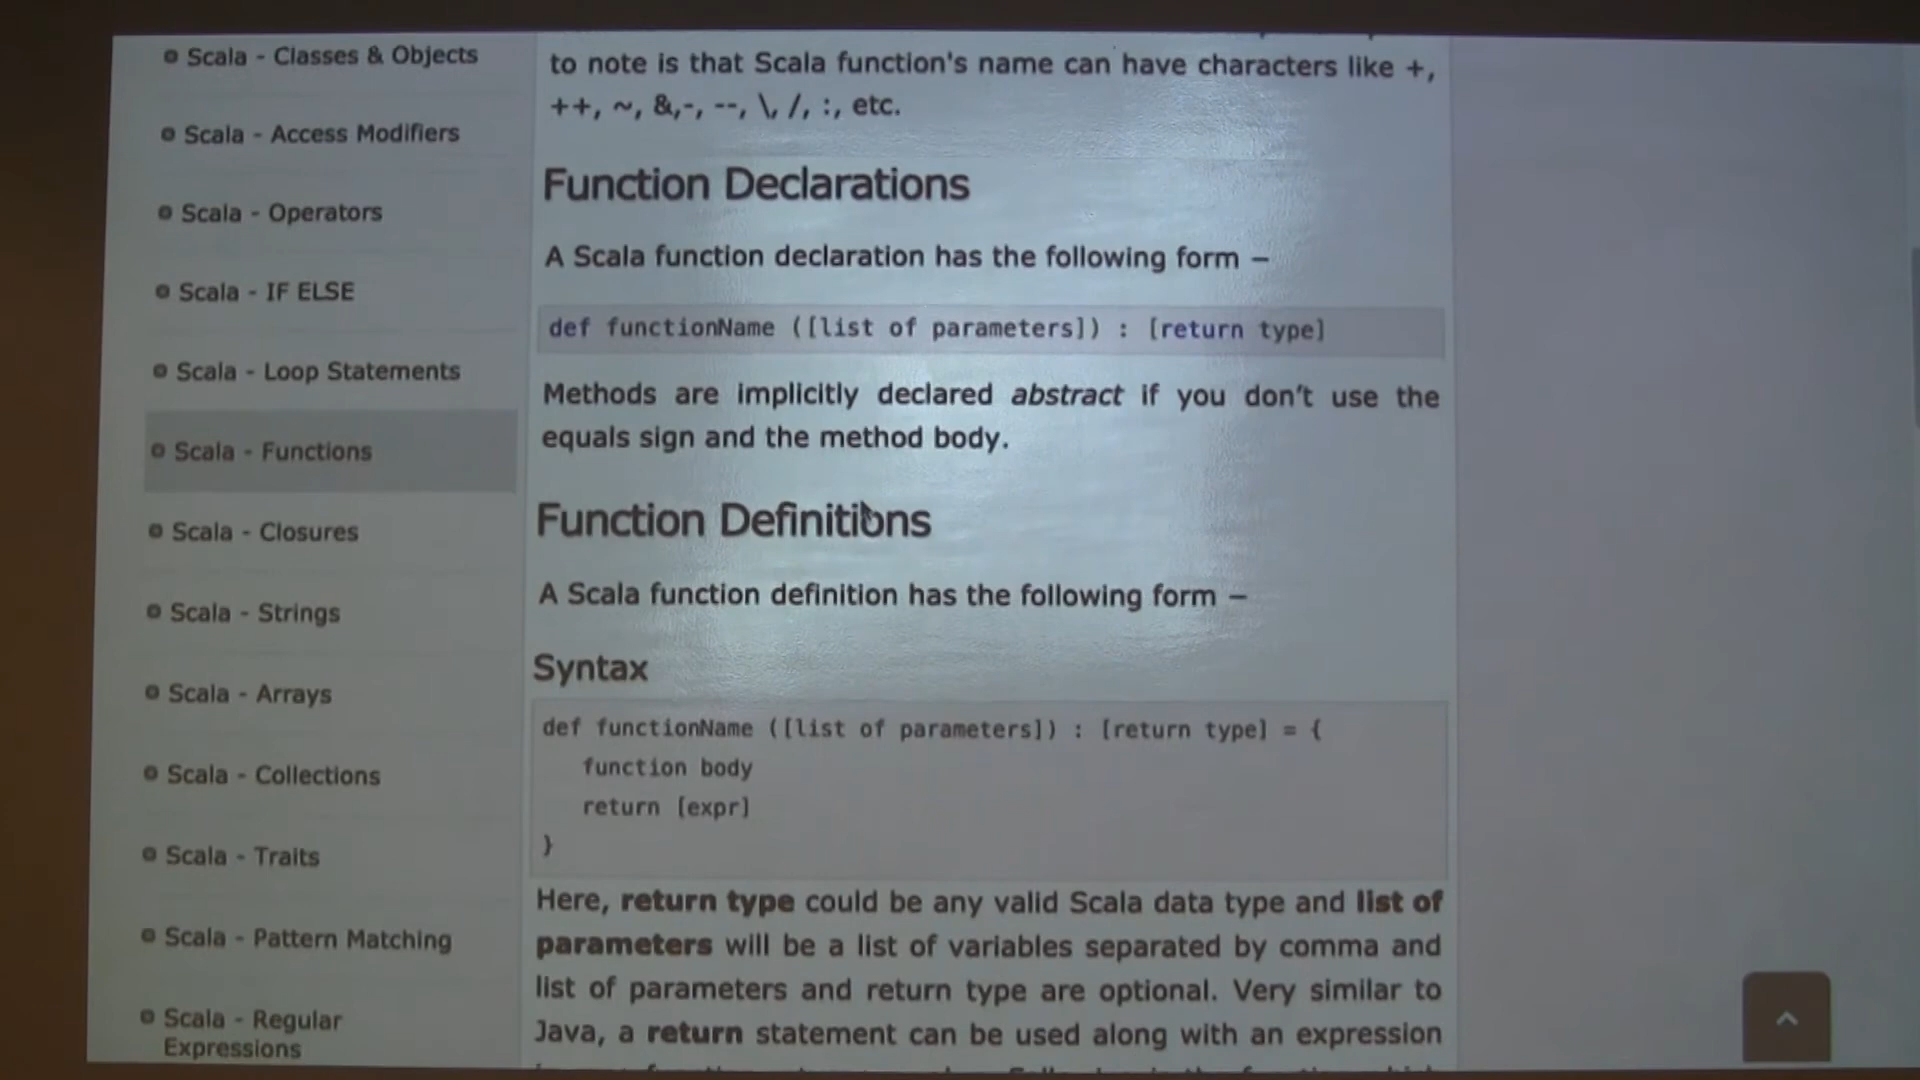 Scala - Classes & Objects
Scala - Access Modifiers
Scala - Operators
Scala - IF ELSE
Scala - Loop Statements
Scala - Functions
Scala - Closures
Scala - Strings
Scala - Arrays
Scala - Collections
Scala - Traits
Scala - Pattern Matching
Scala - Regular
Expressions
to note is that Scala function's name can have characters like +,
++, ~, &,-, --, \, /, :, etc.
Function Declarations
A Scala function declaration has the following form –
def functionName ([list of parameters]) : [return type]
Methods are implicitly declared abstract if you don't use the
equals sign and the method body.
Function Definitions
A Scala function definition has the following form –
Syntax
def functionName ([list of parameters]) : [return type] = {
function body
return [expr]
}
Here, return type could be any valid Scala data type and list of
parameters will be a list of variables separated by comma and
list of parameters and return type are optional. Very similar to
Java, a return statement can be used along with an expression